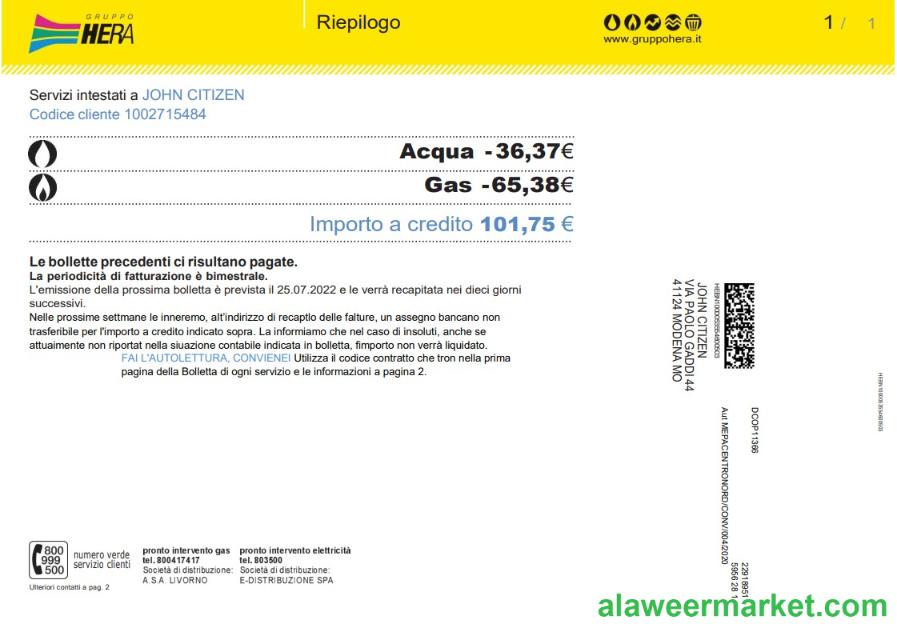 GRUPPO
HERA
Riepilogo
www.gruppohera.it
1 / 1
Servizi intestati a JOHN CITIZEN
Codice cliente 1002715484
Acqua -36,37€
Gas -65,38€
Importo a credito 101,75 €
Le bollette precedenti ci risultano pagate.
La periodicità di fatturazione è bimestrale.
L'emissione della prossima bolletta è prevista il 25.07.2022 e le verrà recapitata nei dieci giorni
successivi.
Nelle prossime settimane le inneremo, alt'indirizzo di recaptlo delle falture, un assegno bancano non
trasferibile per l'importo a credito indicato sopra. La informiamo che nel caso di insoluti, anche se
attuaimente non riportat nella siuazione contabile indicata in bolletta, fimporto non verrà liquidato.
FAI L'AUTOLETTURA, CONVIENEI Utilizza il codice contratto che tron nella prima
pagina della Bolletta di ogni servizio e le informazioni a pagina 2.
JOHN CITIZEN
VIA PAOLO GADDI 44
41124 MODENA MO
DCOP11366
Aut MEPACENTRONORD/CONV/004/2020
22918951
5956 28 1
800
999
500
numero verde
servizio clienti
Ulteriori contatti a pag. 2
pronto intervento gas
tel. 800417417
Società di distribuzione:
A.S.A. LIVORNO
pronto intervento elettricità
tel. 803500
Società di distribuzione:
E-DISTRIBUZIONE SPA
alaweermarket.com